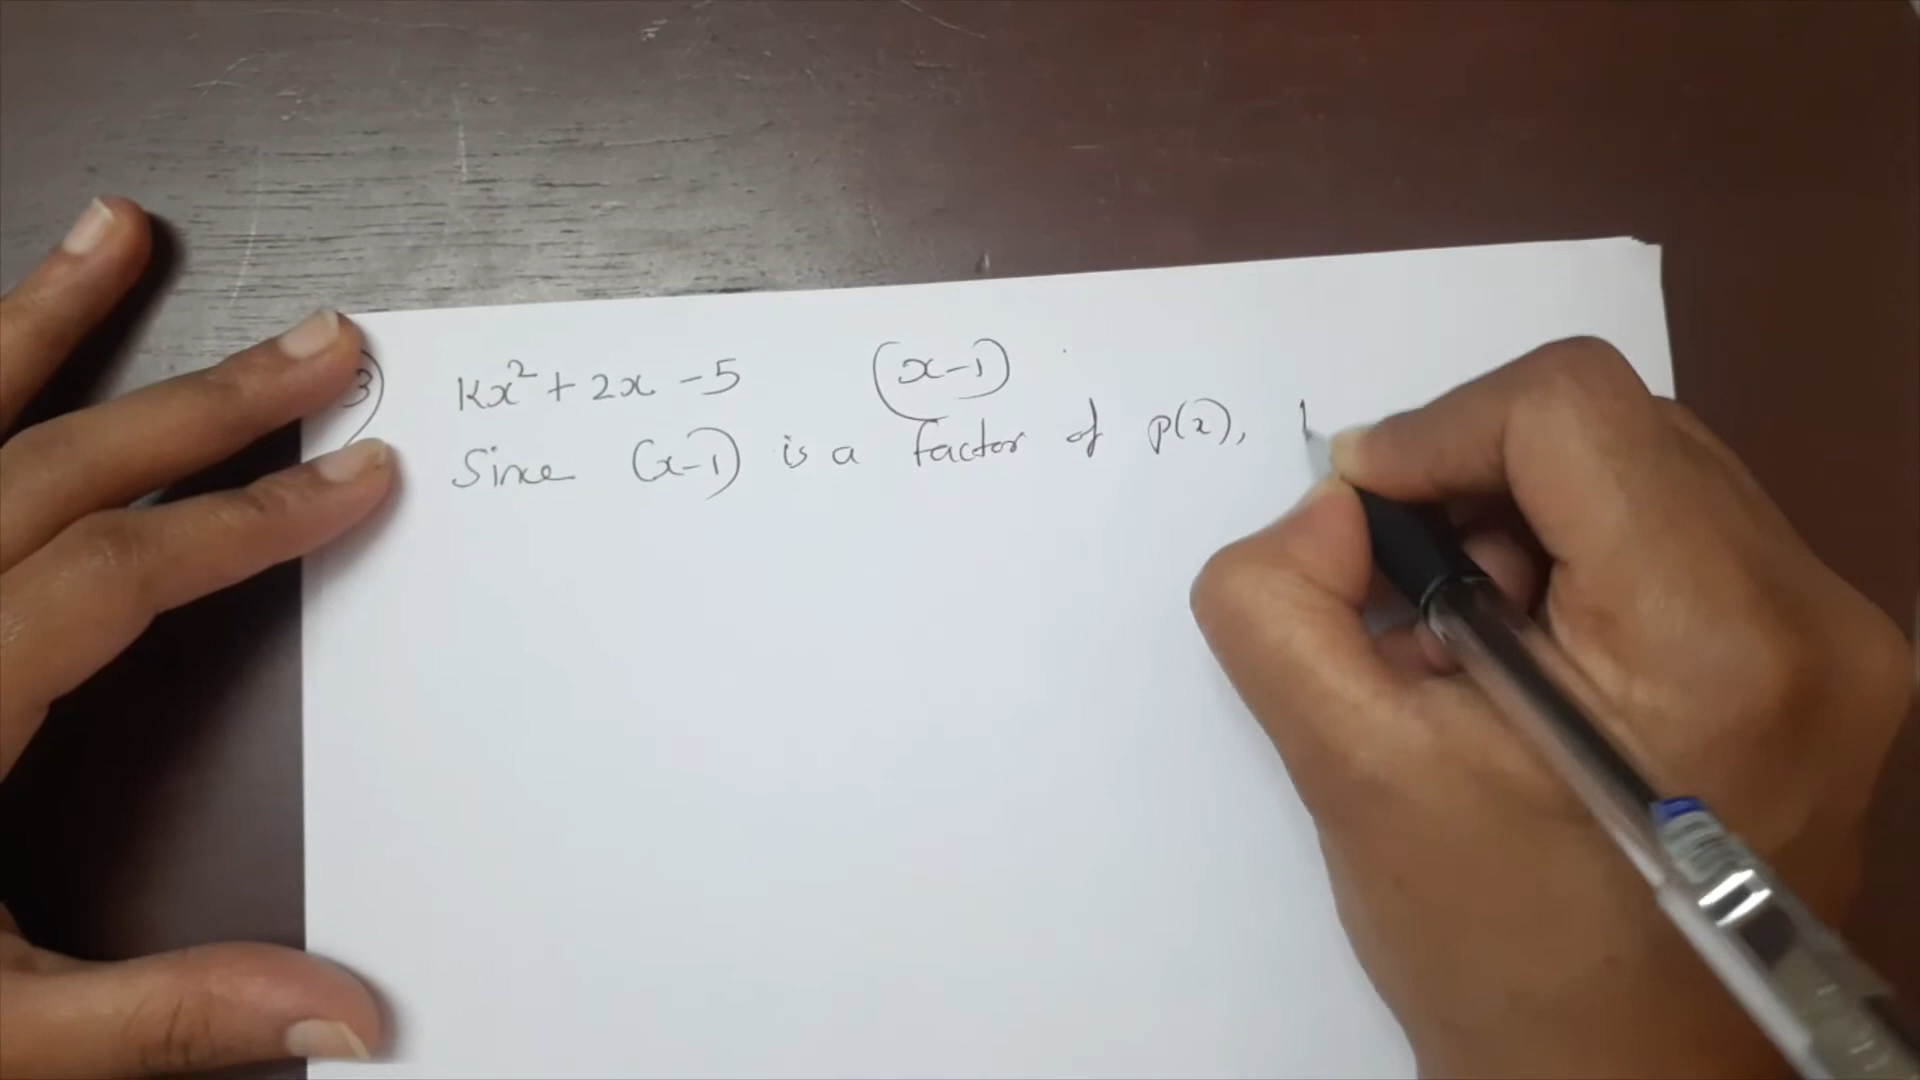 3) Kx² + 2x - 5 (x-1)
Since (x-1) is a factor of p(x),